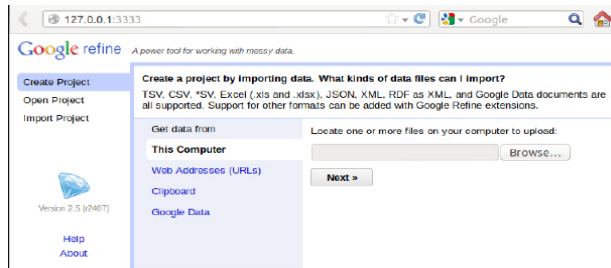 127.0.0.1:3333
Google
Google refine A power tool for working with messy data.
Create Project
Open Project
Import Project
Version 2.5 [r2407]
Help
About
Create a project by importing data. What kinds of data files can I import?
TSV, CSV, *SV, Excel (.xls and .xlsx), JSON, XML, RDF as XML, and Google Data documents are
all supported. Support for other formats can be added with Google Refine extensions.
Get data from
This Computer
Web Addresses (URLs)
Clipboard
Google Data
Locate one or more files on your computer to upload:
Browse...
Next »